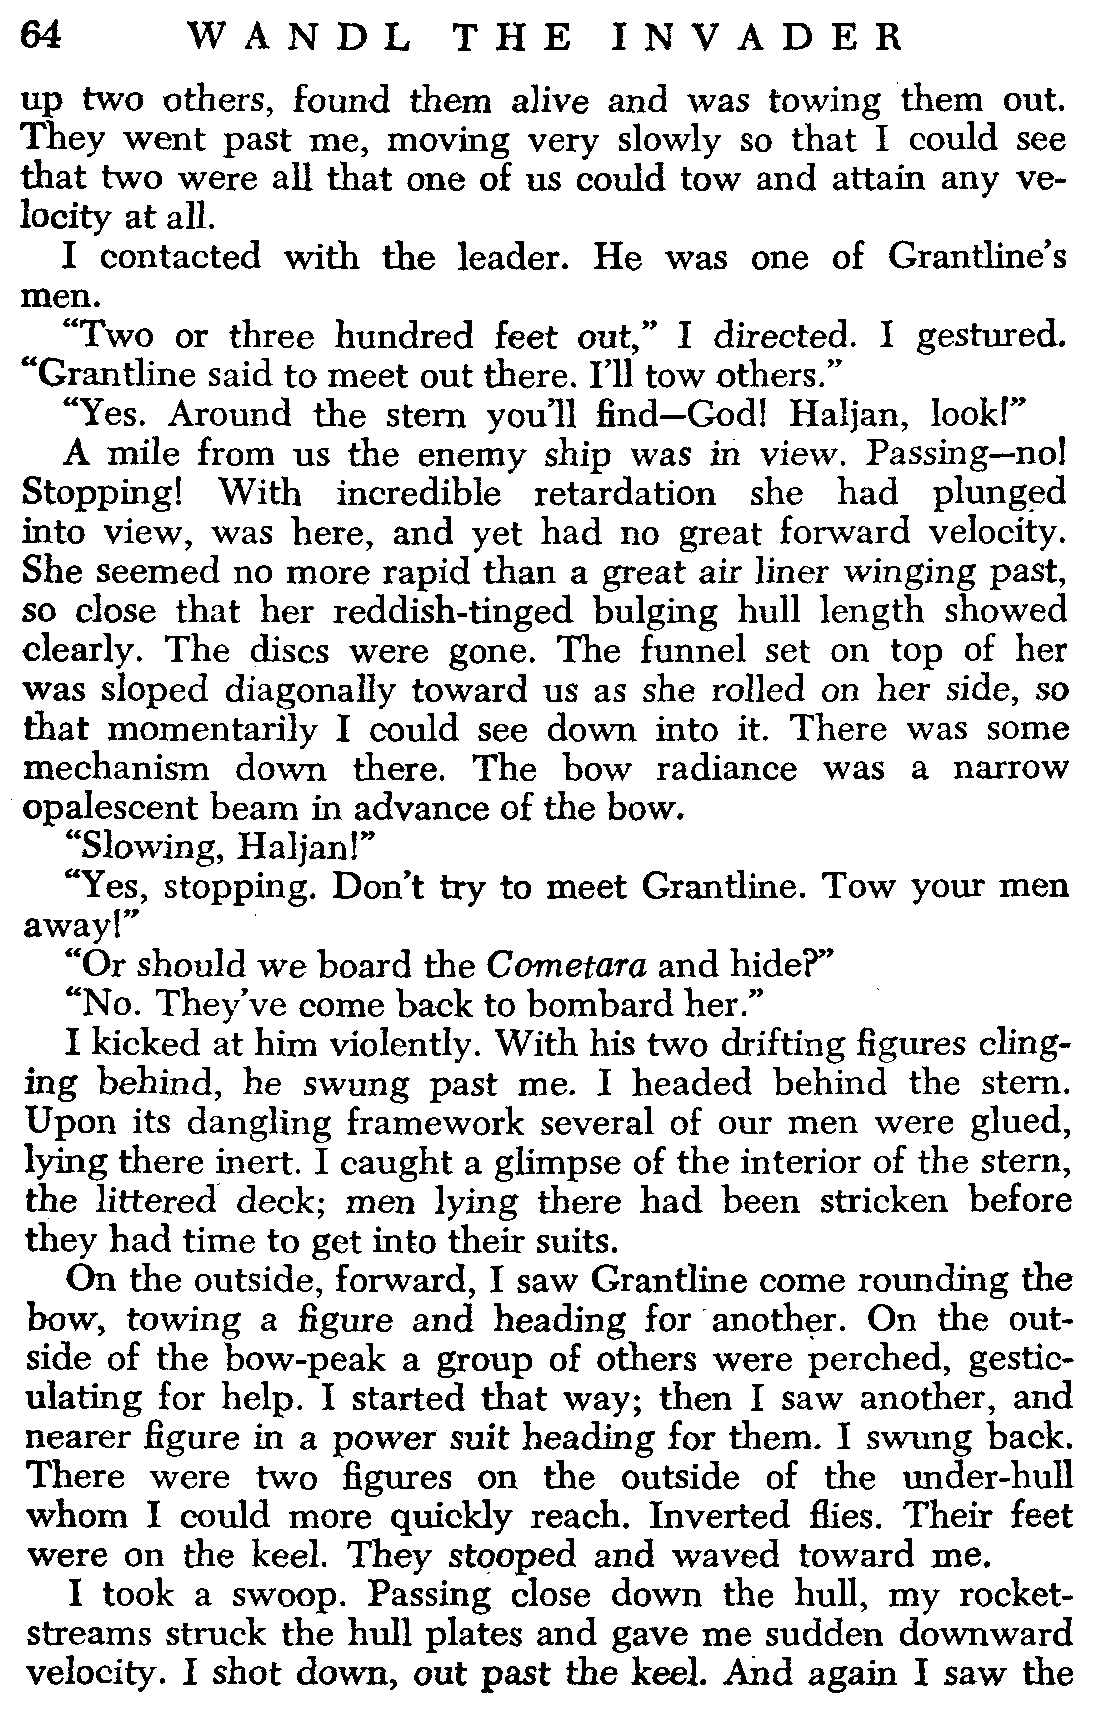 64 WANDL THE INVADER
up two others, found them alive and was towing them out.
They went past me, moving very slowly so that I could see
that two were all that one of us could tow and attain any ve-
locity at all.
I contacted with the leader. He was one of Grantline's
men.
“Two or three hundred feet out,” I directed. I gestured.
“Grantline said to meet out there. I'll tow others.”
“Yes. Around the stern you'll find—God! Haljan, look!”
A mile from us the enemy ship was in view. Passing—no!
Stopping! With incredible retardation she had plunged
into view, was here, and yet had no great forward velocity.
She seemed no more rapid than a great air liner winging past,
so close that her reddish-tinged bulging hull length showed
clearly. The discs were gone. The funnel set on top of her
was sloped diagonally toward us as she rolled on her side, so
that momentarily I could see down into it. There was some
mechanism down there. The bow radiance was a narrow
opalescent beam in advance of the bow.
“Slowing, Haljan!”
“Yes, stopping. Don't try to meet Grantline. Tow your men
away!”
“Or should we board the Cometara and hide?”
“No. They've come back to bombard her.”
I kicked at him violently. With his two drifting figures cling-
ing behind, he swung past me. I headed behind the stern.
Upon its dangling framework several of our men were glued,
lying there inert. I caught a glimpse of the interior of the stern,
the littered deck; men lying there had been stricken before
they had time to get into their suits.
On the outside, forward, I saw Grantline come rounding the
bow, towing a figure and heading for another. On the out-
side of the bow-peak a group of others were perched, gestic-
ulating for help. I started that way; then I saw another, and
nearer figure in a power suit heading for them. I swung back.
There were two figures on the outside of the under-hull
whom I could more quickly reach. Inverted flies. Their feet
were on the keel. They stooped and waved toward me.
I took a swoop. Passing close down the hull, my rocket-
streams struck the hull plates and gave me sudden downward
velocity. I shot down, out past the keel. And again I saw the